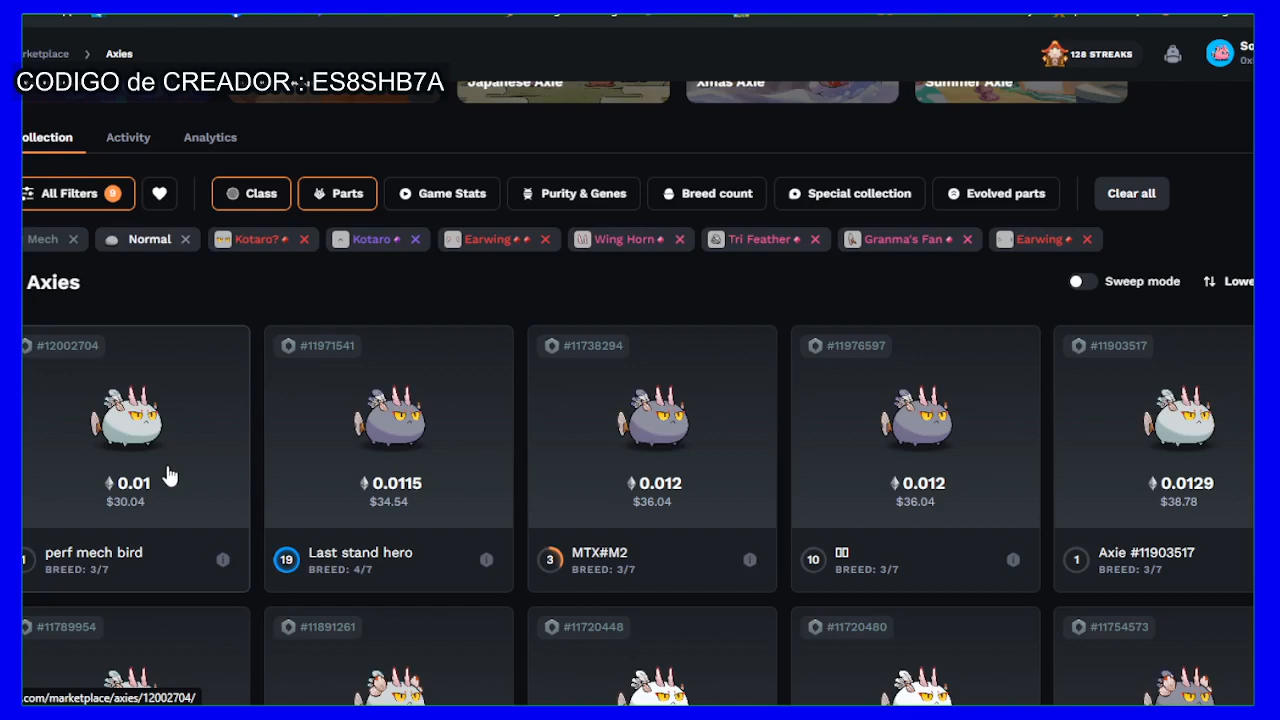 rketplace > Axies
128 STREAKS
So
0x
CODIGO de CREADOR : ES8SHB7A
Japanese Axie
Xmas Axie
Summer Axie
ollection
Activity
Analytics
All Filters 9
Class
Parts
Game Stats
Purity & Genes
Breed count
Special collection
Evolved parts
Clear all
Mech
Normal
Kotaro?
Kotaro
Earwing
Wing Horn
Tri Feather
Granma's Fan
Earwing
Axies
Sweep mode
Lowe
#12002704
#11971541
#11738294
#11976597
#11903517
0.01
0.0115
0.012
0.012
0.0129
$30.04
$34.54
$36.04
$36.04
$38.78
perf mech bird
BREED: 3/7
19
Last stand hero
BREED: 4/7
3
MTX#M2
BREED: 3/7
10
BREED: 3/7
1
Axie #11903517
BREED: 3/7
#11789954
#11891261
#11720448
#11720480
#11754573
.com/marketplace/axies/12002704/